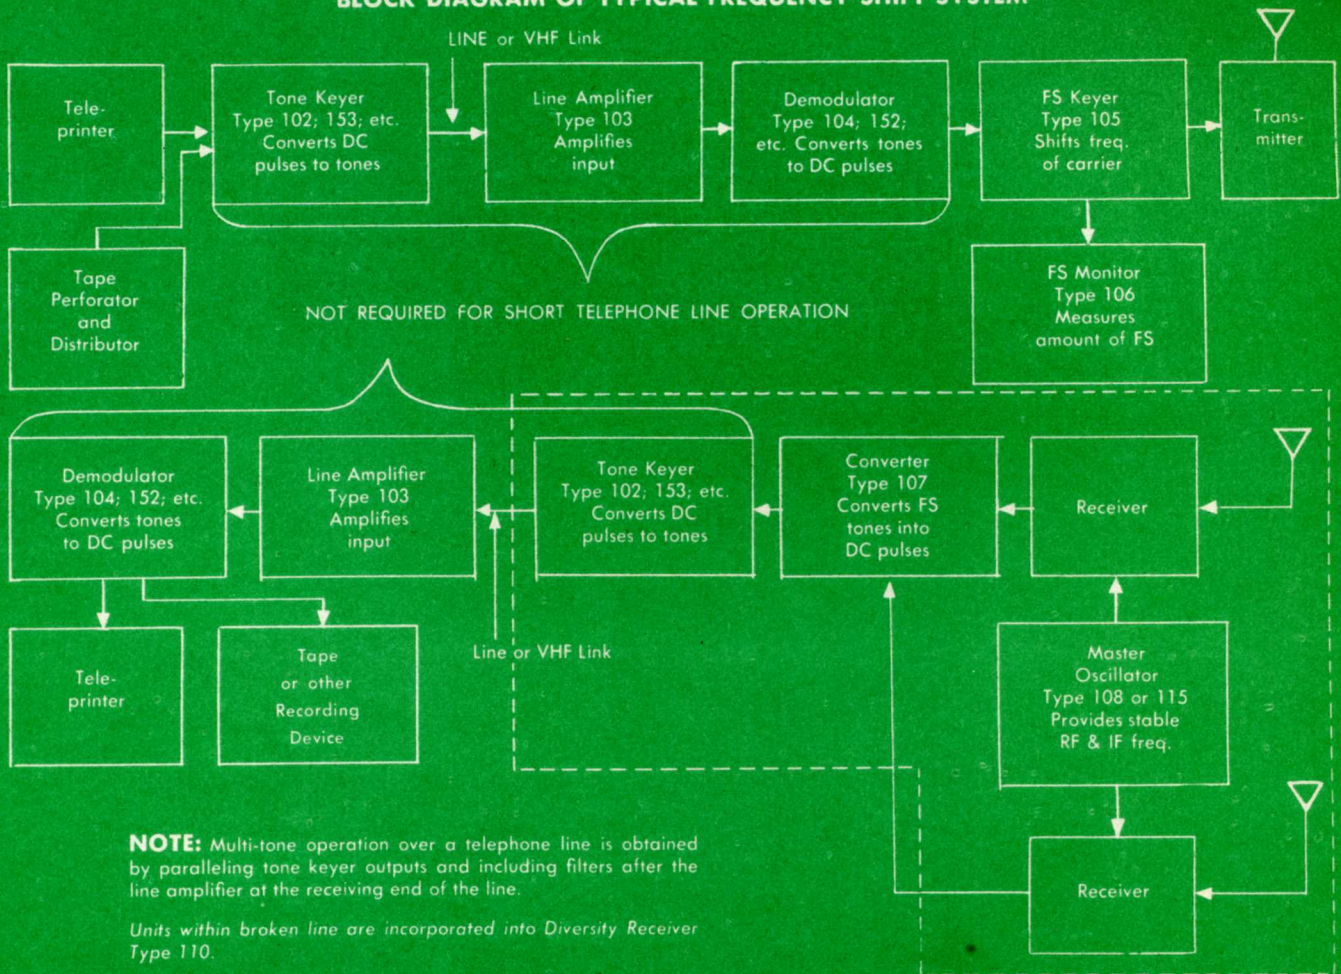 BLOCK DIAGRAM OF TYPICAL FREQUENCY SHIFT SYSTEM
LINE or VHF Link
Tele-
printer
Tone Keyer
Type 102; 153; etc.
Converts DC
pulses to tones
Line Amplifier
Type 103
Amplifies
input
Demodulator
Type 104; 152;
etc. Converts tones
to DC pulses
FS Keyer
Type 105
Shifts freq.
of carrier
Trans-
mitter
Tape
Perforator
and
Distributor
FS Monitor
Type 106
Measures
amount of FS
NOT REQUIRED FOR SHORT TELEPHONE LINE OPERATION
Demodulator
Type 104; 152; etc.
Converts tones
to DC pulses
Line Amplifier
Type 103
Amplifies
input
Tone Keyer
Type 102; 153; etc.
Converts DC
pulses to tones
Converter
Type 107
Converts FS
tones into
DC pulses
Receiver
Tele-
printer
Tape
or other
Recording
Device
Line or VHF Link
Master
Oscillator
Type 108 or 115
Provides stable
RF & IF freq.
Receiver
NOTE: Multi-tone operation over a telephone line is obtained
by paralleling tone keyer outputs and including filters after the
line amplifier at the receiving end of the line.
Units within broken line are incorporated into Diversity Receiver
Type 110.